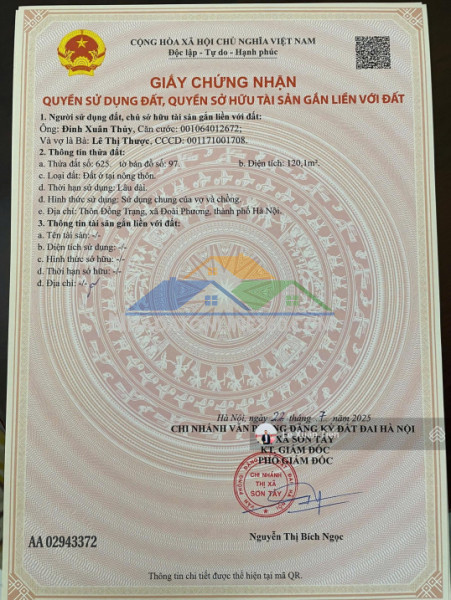 CỘNG HÒA XÃ HỘI CHỦ NGHĨA VIỆT NAM
Độc lập - Tự do - Hạnh phúc
GIẤY CHỨNG NHẬN
QUYỀN SỬ DỤNG ĐẤT, QUYỀN SỞ HỮU TÀI SẢN GẮN LIỀN VỚI ĐẤT
1. Người sử dụng đất, chủ sở hữu tài sản gắn liền với đất:
Ông: Đinh Xuân Thủy, Căn cước: 001064012672;
Và vợ là Bà: Lê Thị Thược, CCCD: 001171001708.
2. Thông tin thửa đất:
a. Thửa đất số: 625. tờ bản đồ số: 97. b. Diện tích: 120,1m².
c. Loại đất: Đất ở tại nông thôn.
d. Thời hạn sử dụng: Lâu dài.
đ. Hình thức sử dụng: Sử dụng chung của vợ và chồng.
e. Địa chỉ: Thôn Đồng Trạng, xã Đoài Phương, thành phố Hà Nội.
3. Thông tin tài sản gắn liền với đất:
a. Tên tài sản: -/-
b. Diện tích sử dụng: -/-
c. Hình thức sở hữu: -/-
d. Thời hạn sở hữu: -/-
đ. Địa chỉ: -/-
Hà Nội, ngày 22 tháng 7 năm 2025
CHI NHÁNH VĂN PHÒNG ĐĂNG KÝ ĐẤT ĐAI HÀ NỘI
XÃ SƠN TÂY
KT. GIÁM ĐỐC
PHÓ GIÁM ĐỐC
CHI NHÁNH
THỊ XÃ
SƠN TÂY
Nguyễn Thị Bích Ngọc
AA 02943372
Thông tin chi tiết được thể hiện tại mã QR.